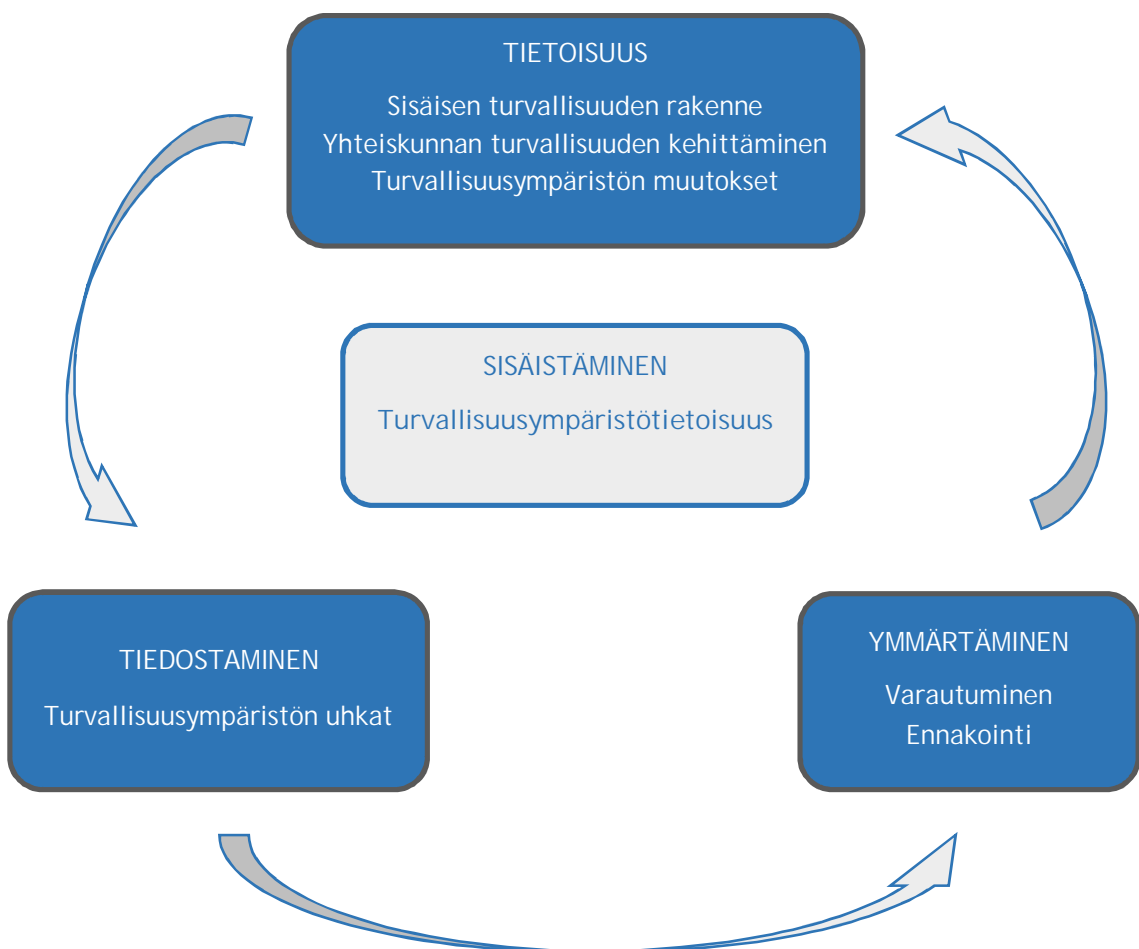 TIETOISUUS
Sisäisen turvallisuuden rakenne
Yhteiskunnan turvallisuuden kehittäminen
Turvallisuusympäristön muutokset
SISÄISTÄMINEN
Turvallisuusympäristötietoisuus
TIEDOSTAMINEN
Turvallisuusympäristön uhkat
YMMÄRTÄMINEN
Varautuminen
Ennakointi